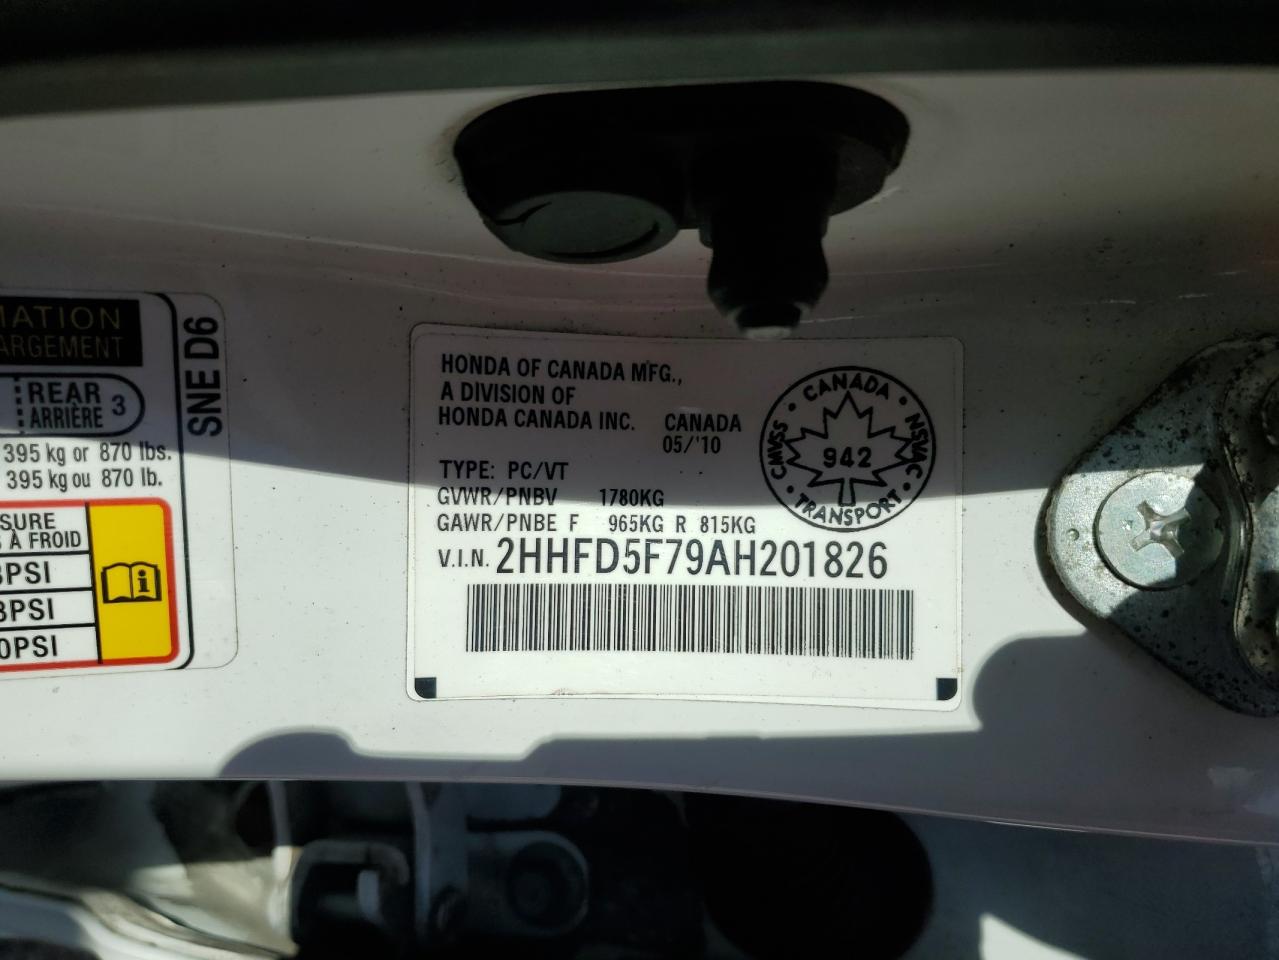 MATION
ARGEMENT
SNE D6
REAR
ARRIÈRE 3
395 kg or 870 lbs.
395 kg ou 870 lb.
SURE
À FROID
PSI
PSI
0PSI
HONDA OF CANADA MFG.,
A DIVISION OF
HONDA CANADA INC. CANADA
05/'10
TYPE: PC/VT
GVWR/PNBV 1780KG
GAWR/PNBE F 965KG R 815KG
V.I.N. 2HHFD5F79AH201826
CANADA
CMVSS
NSVAC
942
TRANSPORT